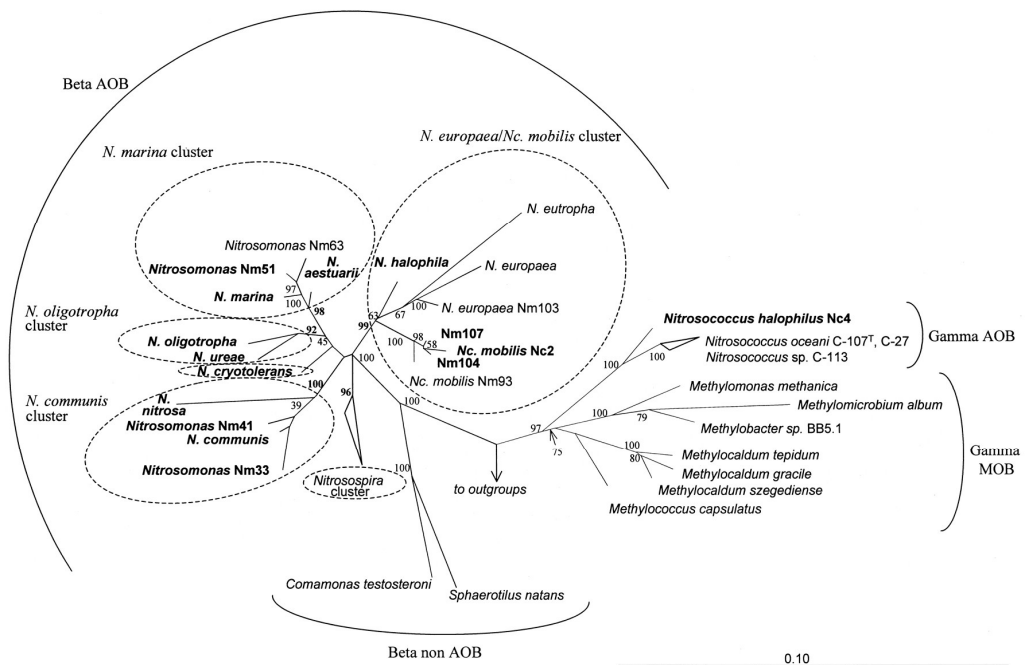 Beta AOB
N. marina cluster
N. europaea/Nc. mobilis cluster
N. eutropha
Nitrosomonas Nm63
N. aestuarii
N. halophila
Nitrosomonas Nm51
N. europaea
97
N. marina
100
98
100
N. europaea Nm103
63
67
N. oligotropha cluster
99
92
Nm107
98
58
Nc. mobilis Nc2
Nm104
100
N. oligotropha
45
N. ureae
N. cryotolerans
100
Nc. mobilis Nm93
Nitrosococcus halophilus Nc4
Nitrosococcus oceani C-107T, C-27
Nitrosococcus sp. C-113
100
100
Gamma AOB
N. communis cluster
100
N. nitrosa
39
Nitrosomonas Nm41
N. communis
Nitrosomonas Nm33
96
Nitrosospira cluster
100
100
97
75
100
79
Methylomonas methanica
Methylomicrobium album
Methylobacter sp. BB5.1
100
80
Methylocaldum tepidum
Methylocaldum gracile
Methylocaldum szegediense
Methylococcus capsulatus
Gamma MOB
to outgroups
Comamonas testosteroni
Sphaerotilus natans
Beta non AOB
0.10